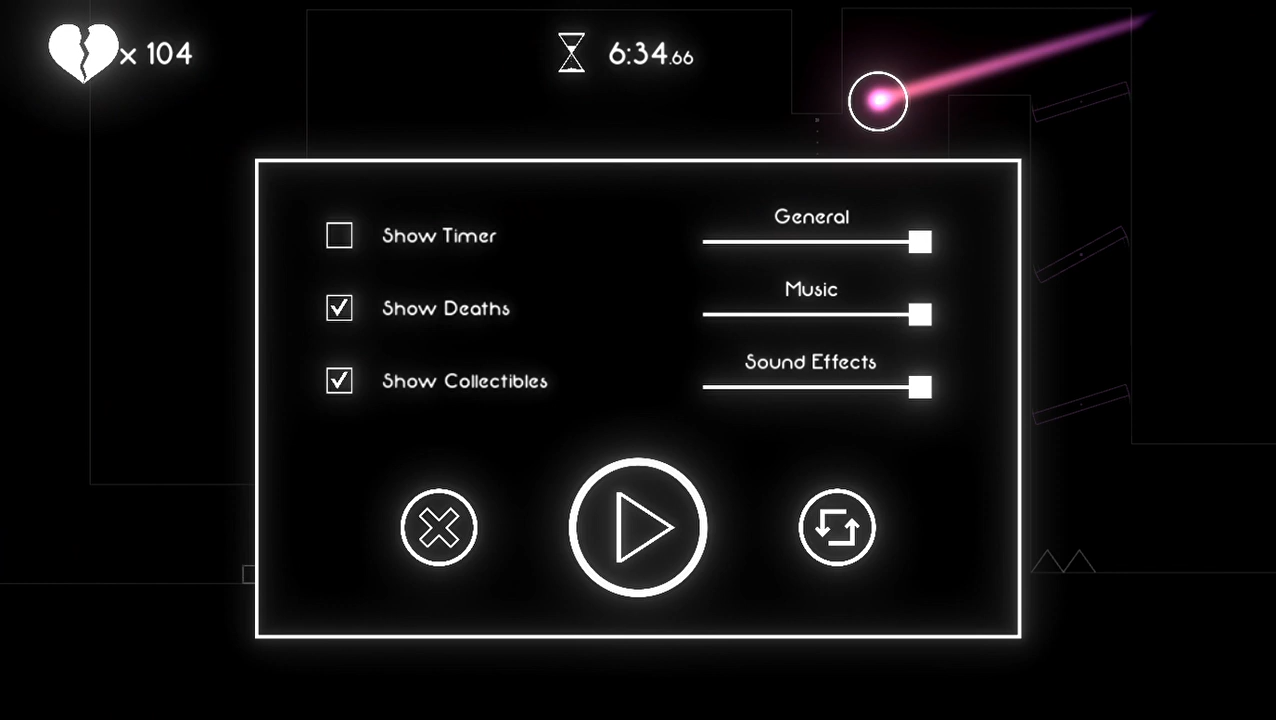 x 104
6:34.66
Show Timer
Show Deaths
Show Collectibles
General
Music
Sound Effects